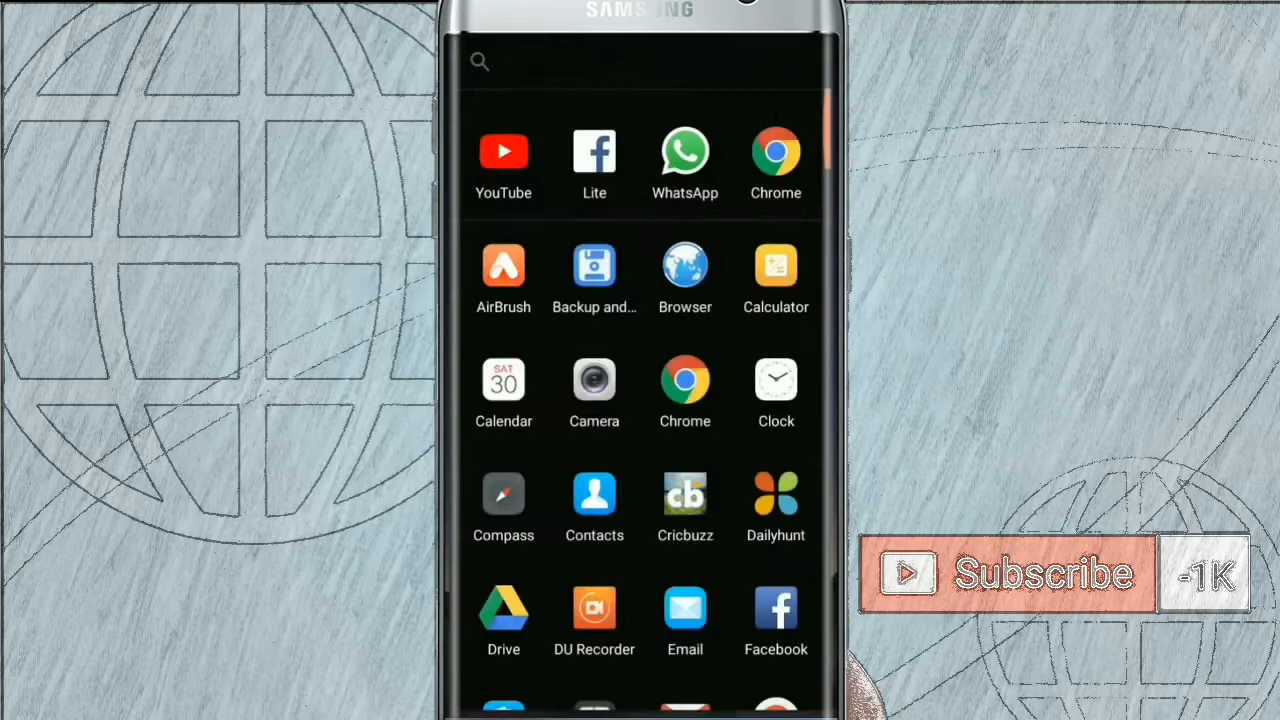 SAMSUNG
YouTube Lite WhatsApp Chrome
AirBrush Backup and... Browser Calculator
SAT
30
Calendar Camera Chrome Clock
cb
Compass Contacts Cricbuzz Dailyhunt
Drive DU Recorder Email Facebook
Subscribe -1K